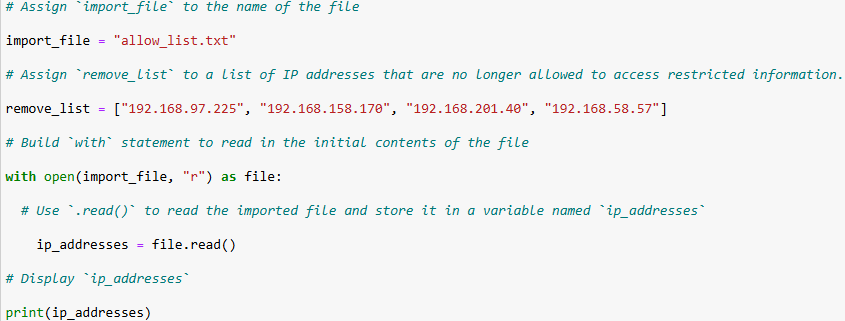 # Assign `import_file` to the name of the file
import_file = "allow_list.txt"
# Assign `remove_list` to a list of IP addresses that are no longer allowed to access restricted information.
remove_list = ["192.168.97.225", "192.168.158.170", "192.168.201.40", "192.168.58.57"]
# Build `with` statement to read in the initial contents of the file
with open(import_file, "r") as file:
  # Use `.read()` to read the imported file and store it in a variable named `ip_addresses`
    ip_addresses = file.read()
# Display `ip_addresses`
print(ip_addresses)